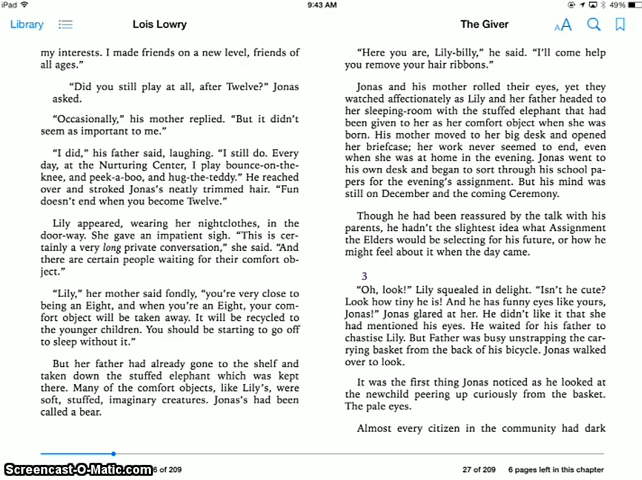 iPad
9:43 AM
49%
Library
Lois Lowry
The Giver
AA
my interests. I made friends on a new level, friends of
all ages."
"Did you still play at all, after Twelve?" Jonas
asked.
"Occasionally," his mother replied. "But it didn't
seem as important to me."
"I did," his father said, laughing. "I still do. Every
day, at the Nurturing Center, I play bounce-on-the-
knee, and peek-a-boo, and hug-the-teddy." He reached
over and stroked Jonas's neatly trimmed hair. "Fun
doesn't end when you become Twelve."
Lily appeared, wearing her nightclothes, in the
door-way. She gave an impatient sigh. "This is cer-
tainly a very long private conversation," she said. "And
there are certain people waiting for their comfort ob-
ject."
"Lily," her mother said fondly, "you're very close to
being an Eight, and when you're an Eight, your com-
fort object will be taken away. It will be recycled to
the younger children. You should be starting to go off
to sleep without it."
But her father had already gone to the shelf and
taken down the stuffed elephant which was kept
there. Many of the comfort objects, like Lily's, were
soft, stuffed, imaginary creatures. Jonas's had been
called a bear.
"Here you are, Lily-billy," he said. "I'll come help
you remove your hair ribbons."
Jonas and his mother rolled their eyes, yet they
watched affectionately as Lily and her father headed to
her sleeping-room with the stuffed elephant that had
been given to her as her comfort object when she was
born. His mother moved to her big desk and opened
her briefcase; her work never seemed to end, even
when she was at home in the evening. Jonas went to
his own desk and began to sort through his school pa-
pers for the evening's assignment. But his mind was
still on December and the coming Ceremony.
Though he had been reassured by the talk with his
parents, he hadn't the slightest idea what Assignment
the Elders would be selecting for his future, or how he
might feel about it when the day came.
3
"Oh, look!" Lily squealed in delight. "Isn't he cute?
Look how tiny he is! And he has funny eyes like yours,
Jonas!" Jonas glared at her. He didn't like it that she
had mentioned his eyes. He waited for his father to
chastise Lily. But Father was busy unstrapping the car-
rying basket from the back of his bicycle. Jonas walked
over to look.
It was the first thing Jonas noticed as he looked at
the newchild peering up curiously from the basket.
The pale eyes.
Almost every citizen in the community had dark
6 of 209
27 of 209
6 pages left in this chapter
Screencast-O-Matic.com